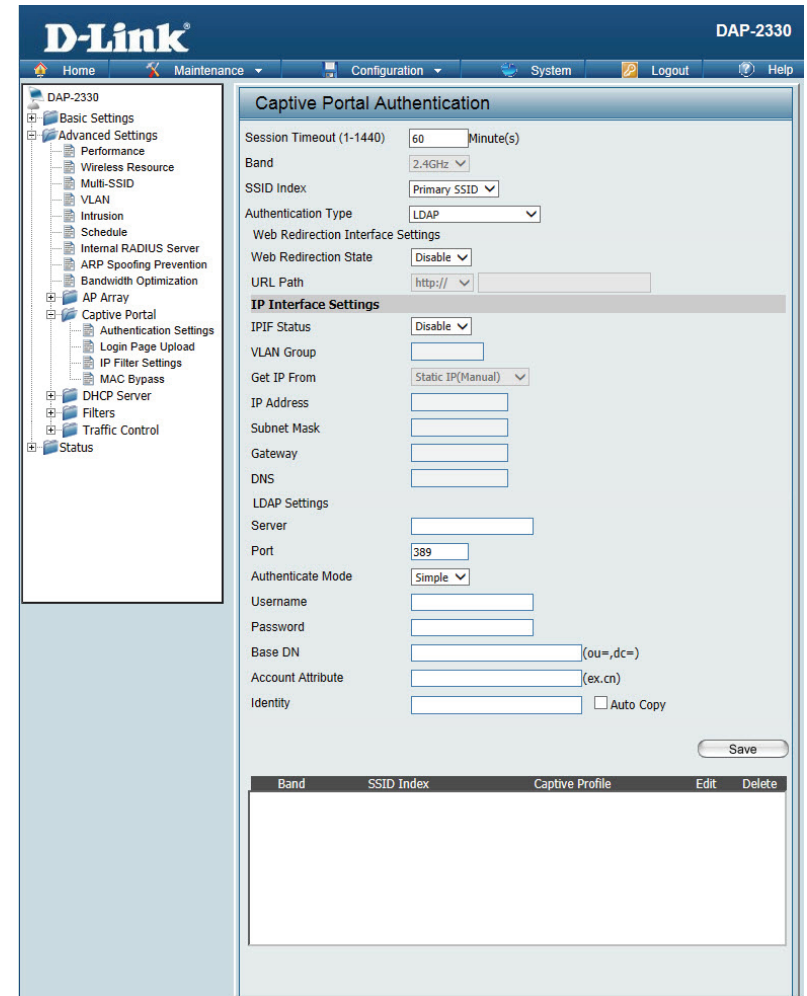 D-Link®
DAP-2330
Home Maintenance Configuration System Logout Help
DAP-2330
Basic Settings
Advanced Settings
Performance
Wireless Resource
Multi-SSID
VLAN
Intrusion
Schedule
Internal RADIUS Server
ARP Spoofing Prevention
Bandwidth Optimization
AP Array
Captive Portal
Authentication Settings
Login Page Upload
IP Filter Settings
MAC Bypass
DHCP Server
Filters
Traffic Control
Status
Captive Portal Authentication
Session Timeout (1-1440) 60 Minute(s)
Band 2.4GHz
SSID Index Primary SSID
Authentication Type LDAP
Web Redirection Interface Settings
Web Redirection State Disable
URL Path http://
IP Interface Settings
IPIF Status Disable
VLAN Group
Get IP From Static IP(Manual)
IP Address
Subnet Mask
Gateway
DNS
LDAP Settings
Server
Port 389
Authenticate Mode Simple
Username
Password
Base DN (ou=,dc=)
Account Attribute (ex.cn)
Identity Auto Copy
Save
Band SSID Index Captive Profile Edit Delete